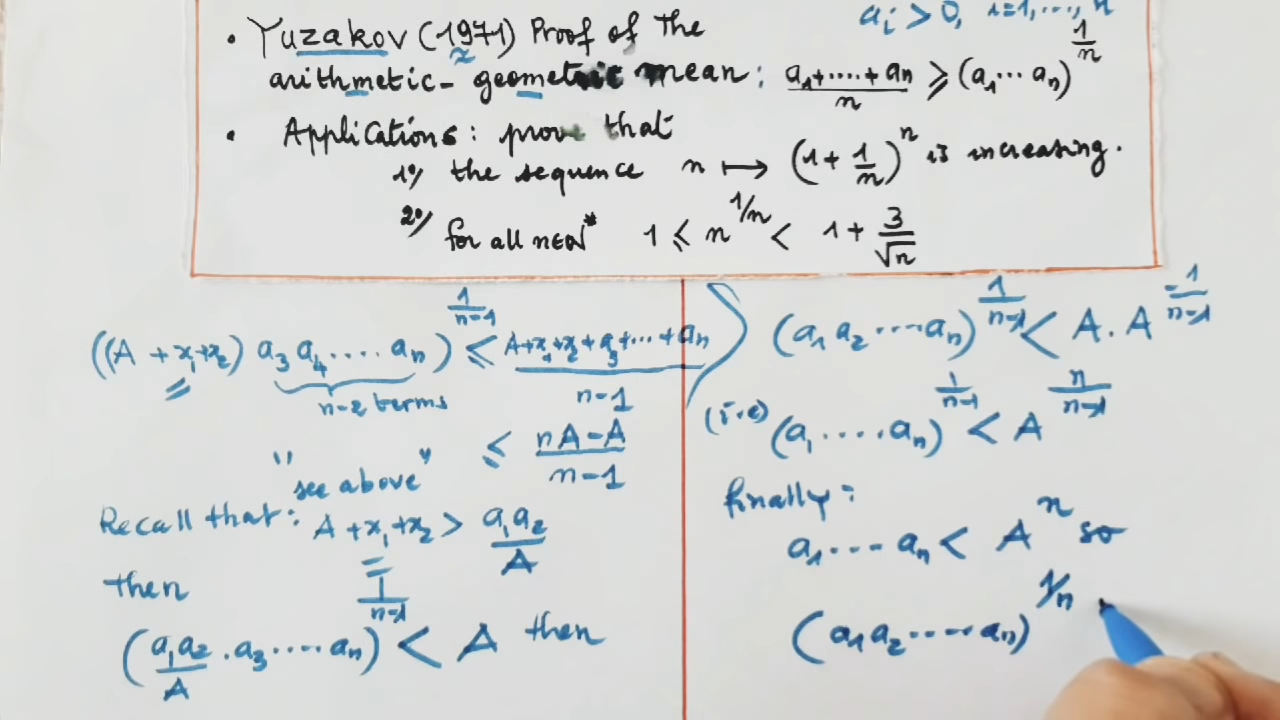 aᵢ > 0, i=1,...., n
• Yuzakov (1971) Proof of the
arithmetic-geometric mean: (a₁+....+aₙ)/n ⩾ (a₁...aₙ)^(1/n)
• Applications: prove that
1°/ the sequence n ⟼ (1+1/n)^n is increasing.
2°/ for all n∈ℕ* 1 ⩽ n^(1/n) < 1 + 3/√n
((A + x₁+x₂) a₃ a₄ .... aₙ)^(1/(n-1)) ⩽ (A+x₁+x₂+a₃+...+aₙ)/(n-1)
n-2 terms
⩽ (nA-A)/(n-1)
"see above"
Recall that: A+x₁+x₂ > a₁a₂/A
then
(a₁a₂/A . a₃ .... aₙ)^(1/(n-1)) < A then
(a₁ a₂ ....aₙ)^(1/(n-1)) < A . A^(1/(n-1))
(i.e) (a₁ .... aₙ)^(1/(n-1)) < A^(n/(n-1))
finally:
a₁ ... aₙ < A^n so
(a₁ a₂ ..... aₙ)^(1/n)